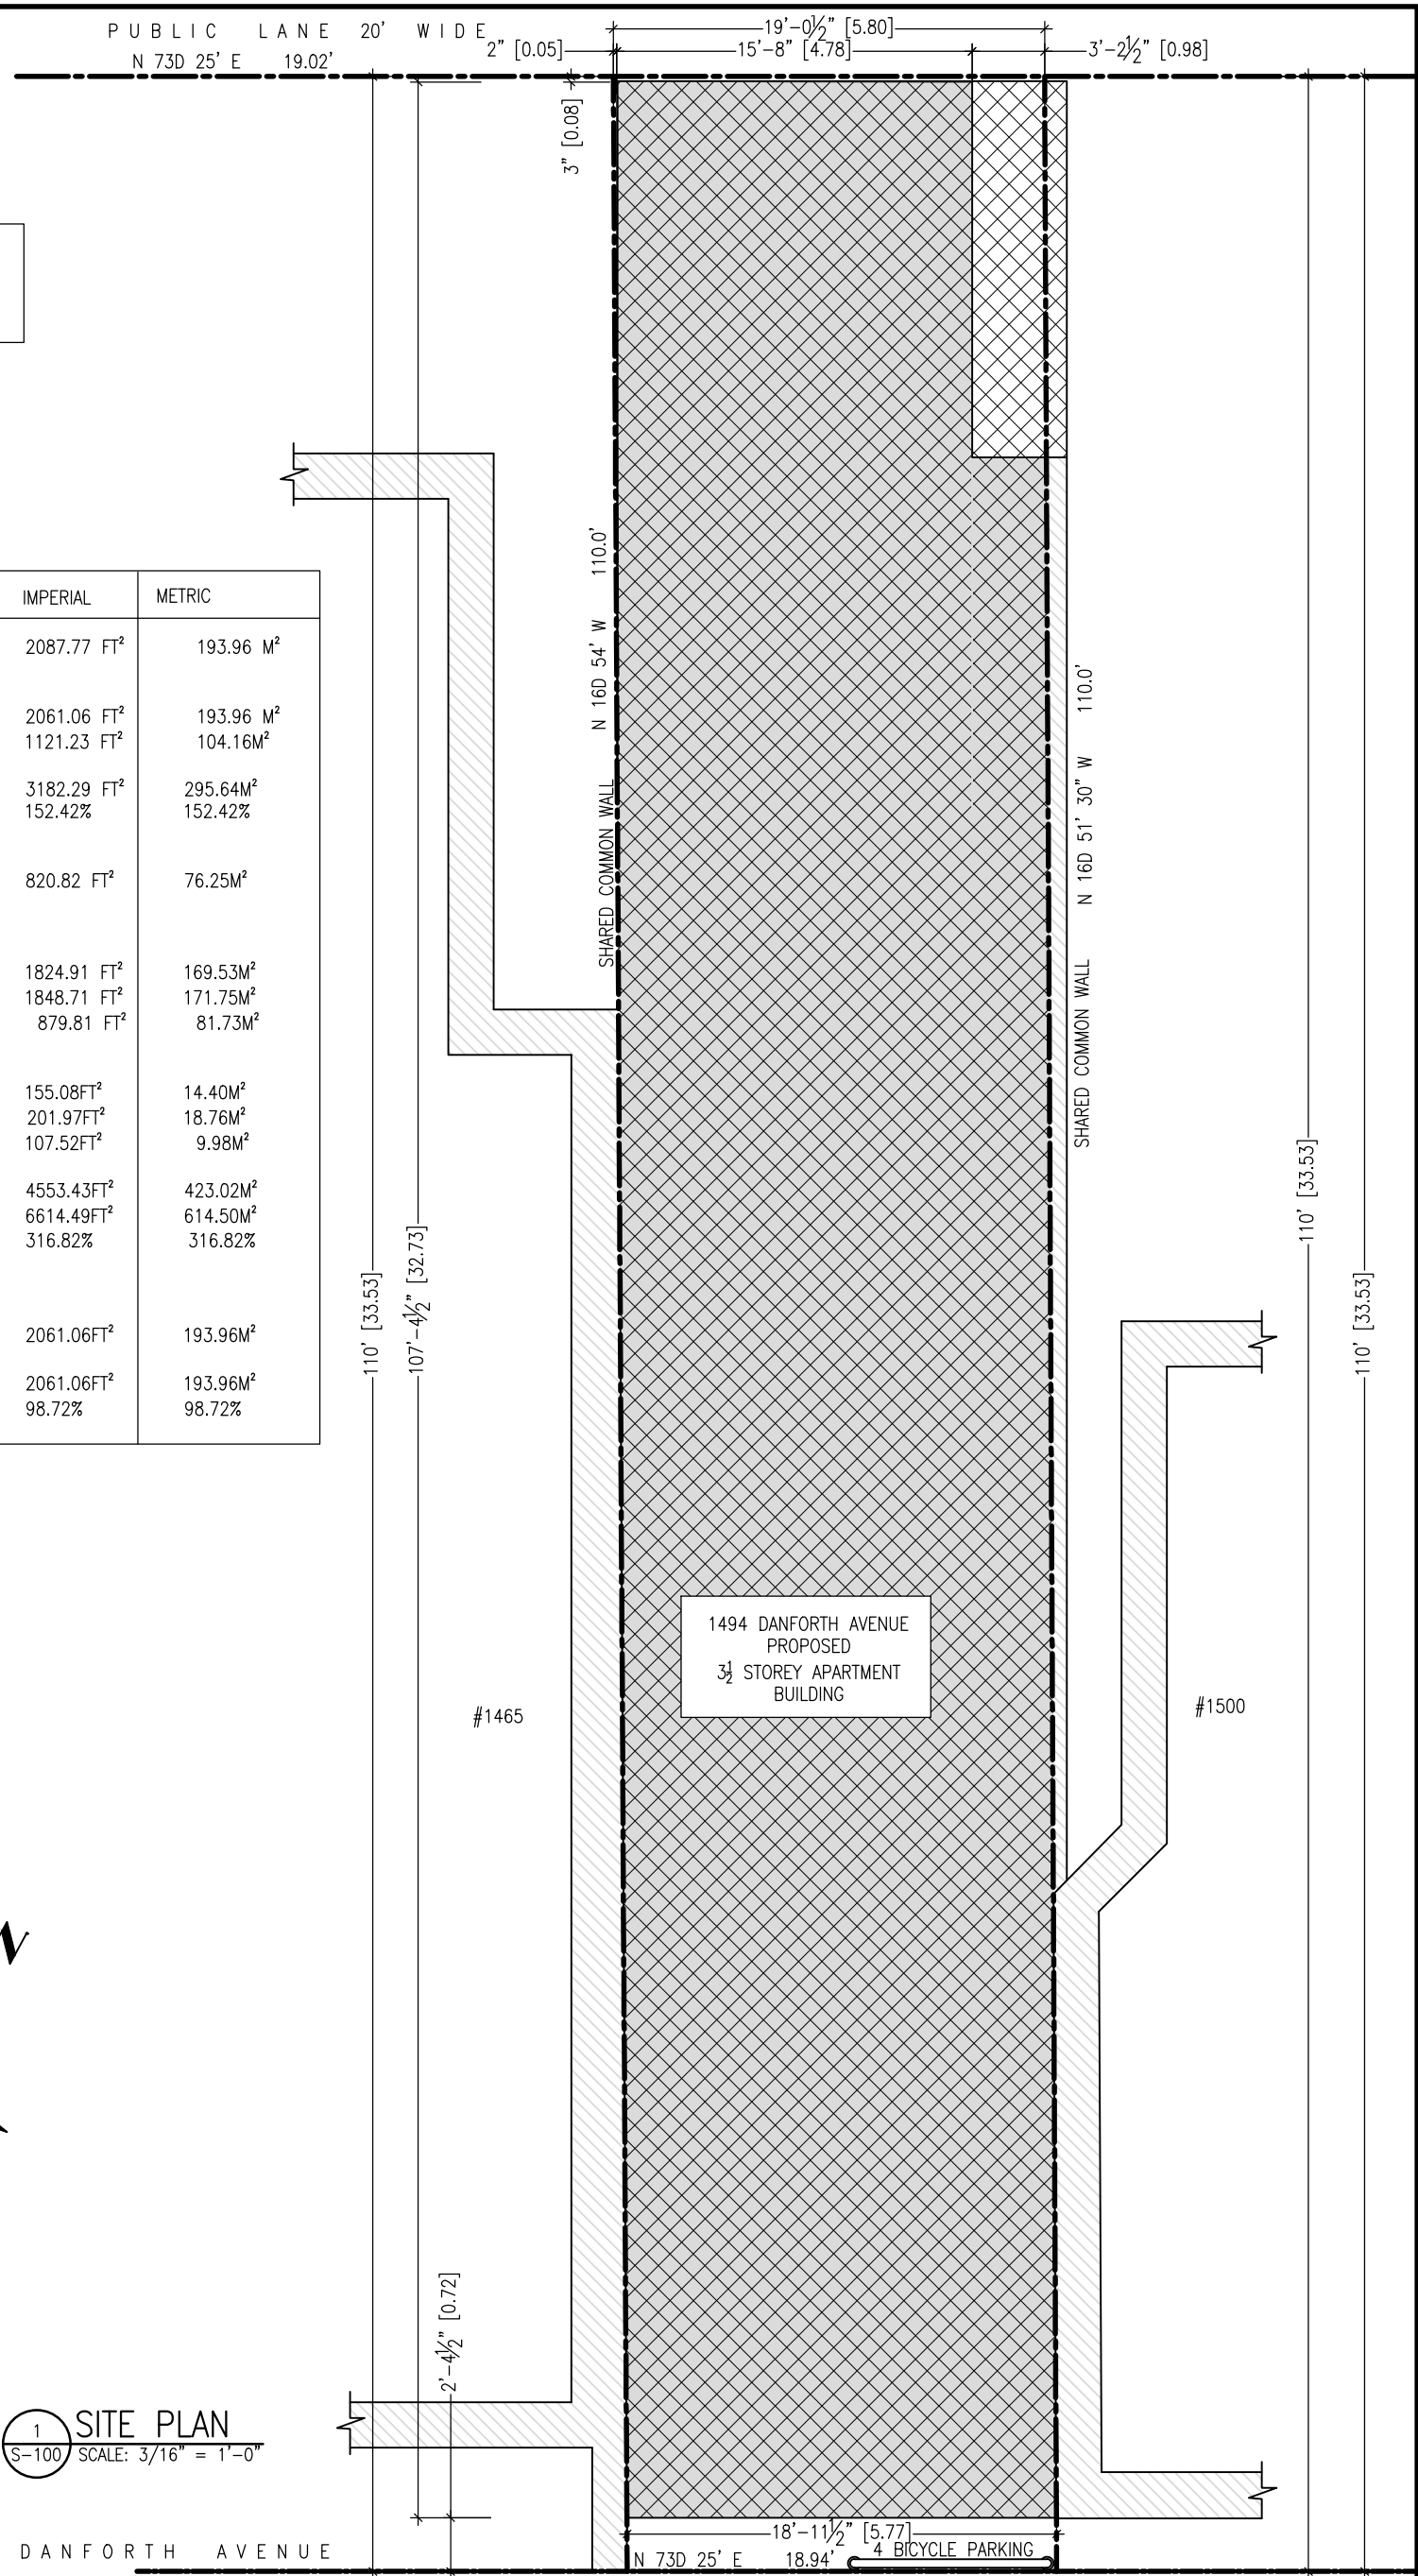 PUBLIC LANE 20' WIDE
N 73D 25' E 19.02'
19'-0½" [5.80]
2" [0.05]
15'-8" [4.78]
3'-2½" [0.98]
3" [0.08]
N 16D 54' W 110.0'
SHARED COMMON WALL
N 16D 51' 30" W 110.0'
SHARED COMMON WALL
IMPERIAL METRIC
2087.77 FT² 193.96 M²
2061.06 FT² 193.96 M²
1121.23 FT² 104.16M²
3182.29 FT² 295.64M²
152.42% 152.42%
820.82 FT² 76.25M²
1824.91 FT² 169.53M²
1848.71 FT² 171.75M²
879.81 FT² 81.73M²
155.08FT² 14.40M²
201.97FT² 18.76M²
107.52FT² 9.98M²
4553.43FT² 423.02M²
6614.49FT² 614.50M²
316.82% 316.82%
2061.06FT² 193.96M²
2061.06FT² 193.96M²
98.72% 98.72%
110' [33.53]
107'-4½" [32.73]
110' [33.53]
110' [33.53]
1494 DANFORTH AVENUE
PROPOSED
3½ STOREY APARTMENT
BUILDING
#1465
#1500
2'-4½" [0.72]
1
S-100
SITE PLAN
SCALE: 3/16" = 1'-0"
18'-11½" [5.77]
4 BICYCLE PARKING
N 73D 25' E 18.94'
DANFORTH AVENUE